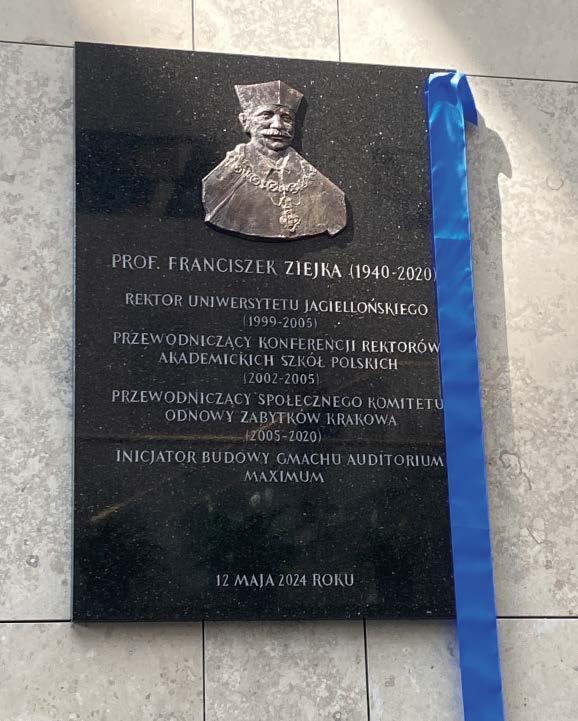 PROF. FRANCISZEK ZIEJKA (1940-2020)
REKTOR UNIWERSYTETU JAGIELLOŃSKIEGO
(1999-2005)
PRZEWODNICZĄCY KONFERENCJI REKTORÓW
AKADEMICKICH SZKÓŁ POLSKICH
(2002-2005)
PRZEWODNICZĄCY SPOŁECZNEGO KOMITETU
ODNOWY ZABYTKÓW KRAKOWA
(2005-2020)
INICJATOR BUDOWY GMACHU AUDITORIUM
MAXIMUM
12 MAJA 2024 ROKU